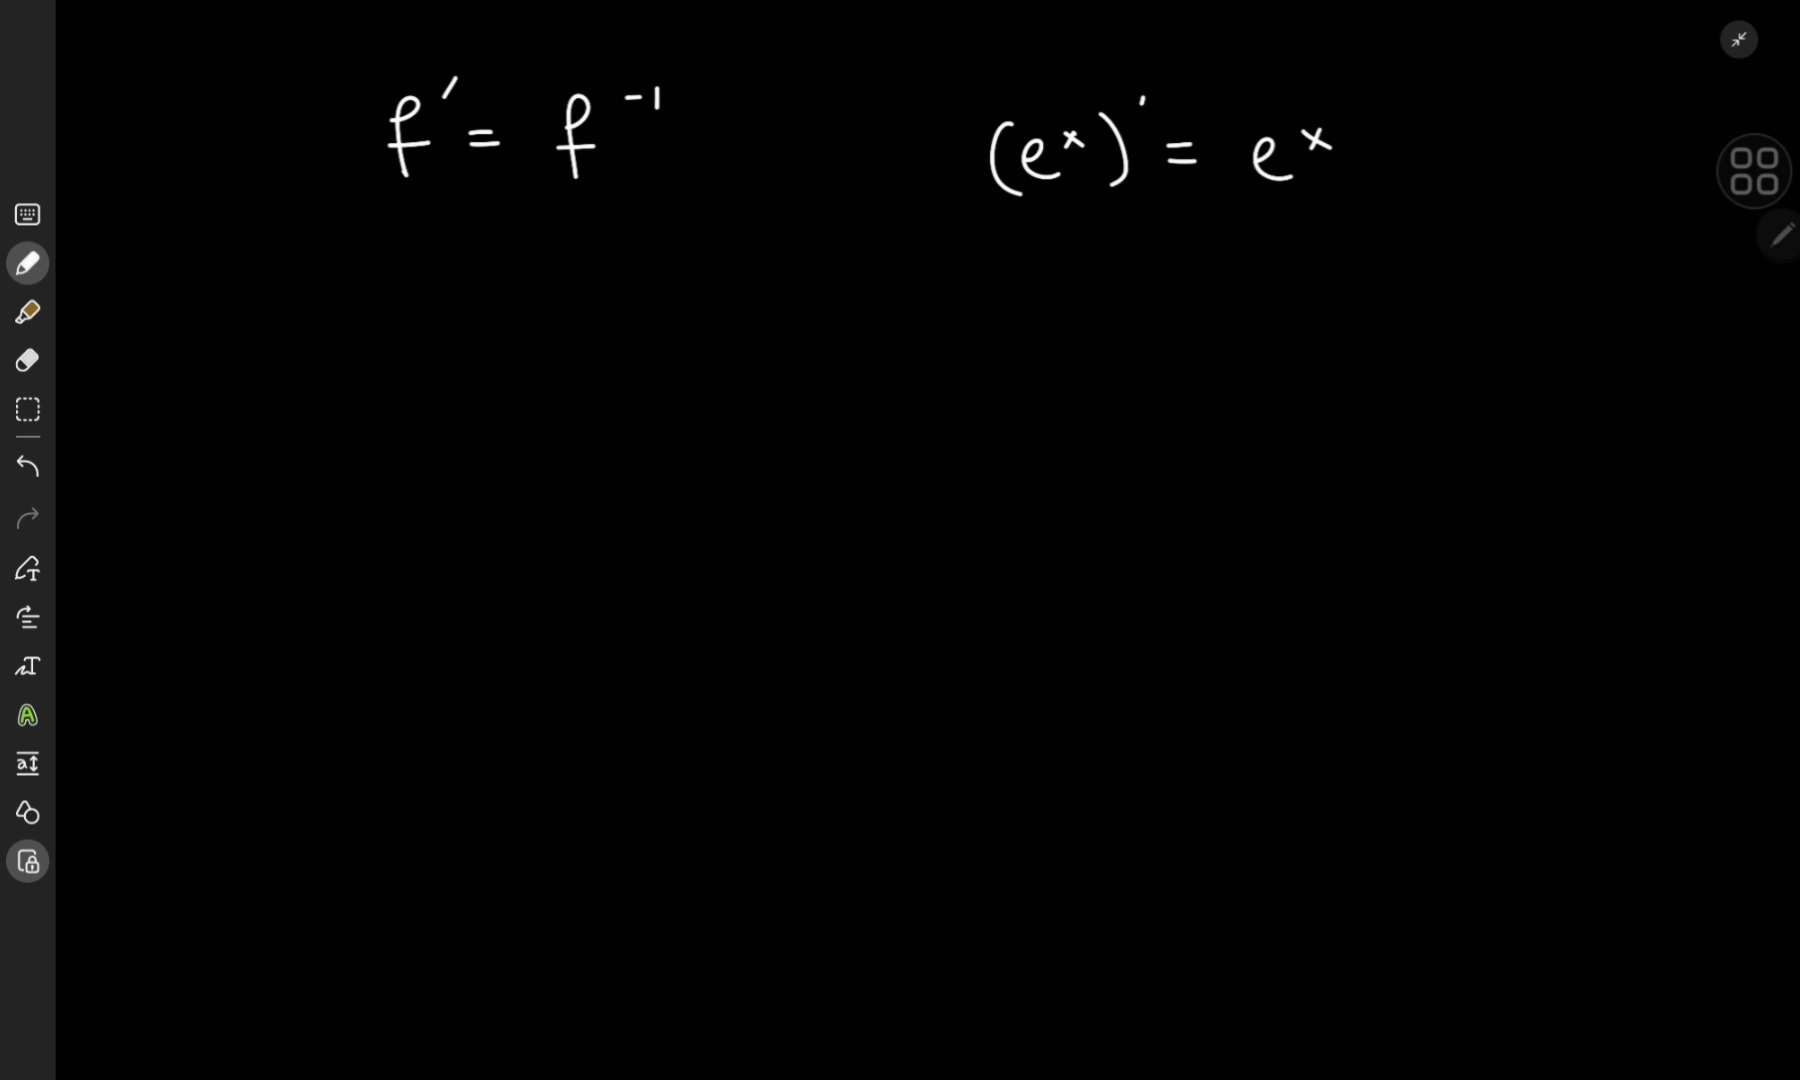 f' = f⁻¹ (eˣ)' = eˣ